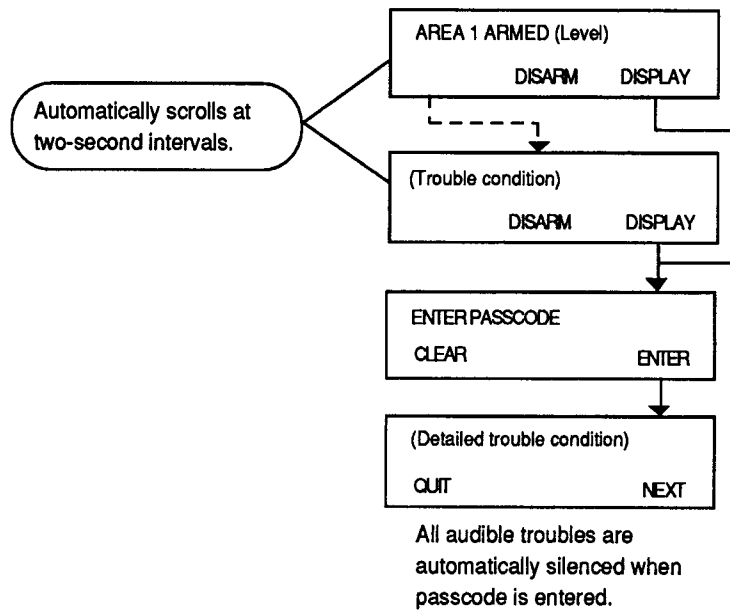 AREA 1 ARMED (Level)
DISARM DISPLAY
Automatically scrolls at
two-second intervals.
(Trouble condition)
DISARM DISPLAY
ENTER PASSCODE
CLEAR ENTER
(Detailed trouble condition)
QUIT NEXT
All audible troubles are
automatically silenced when
passcode is entered.